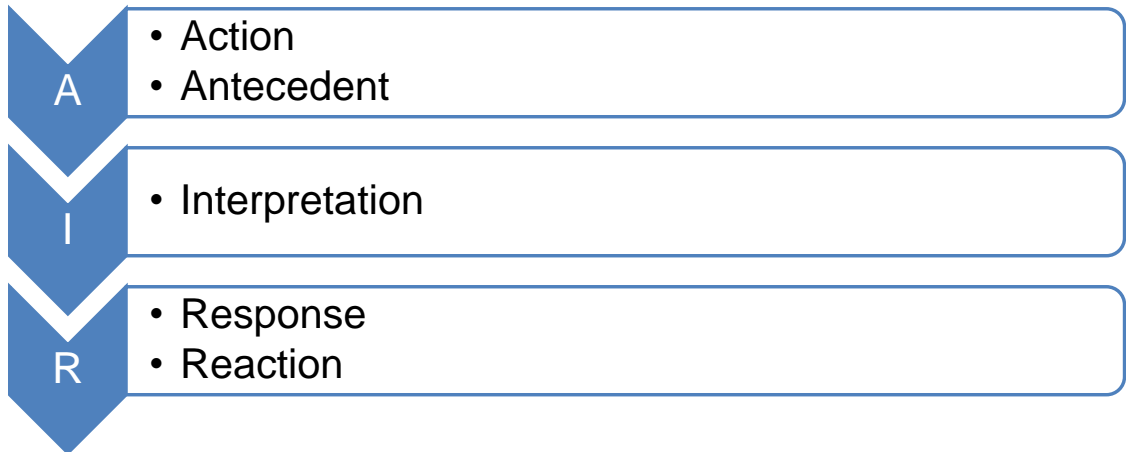 A
• Action
• Antecedent
I
• Interpretation
R
• Response
• Reaction